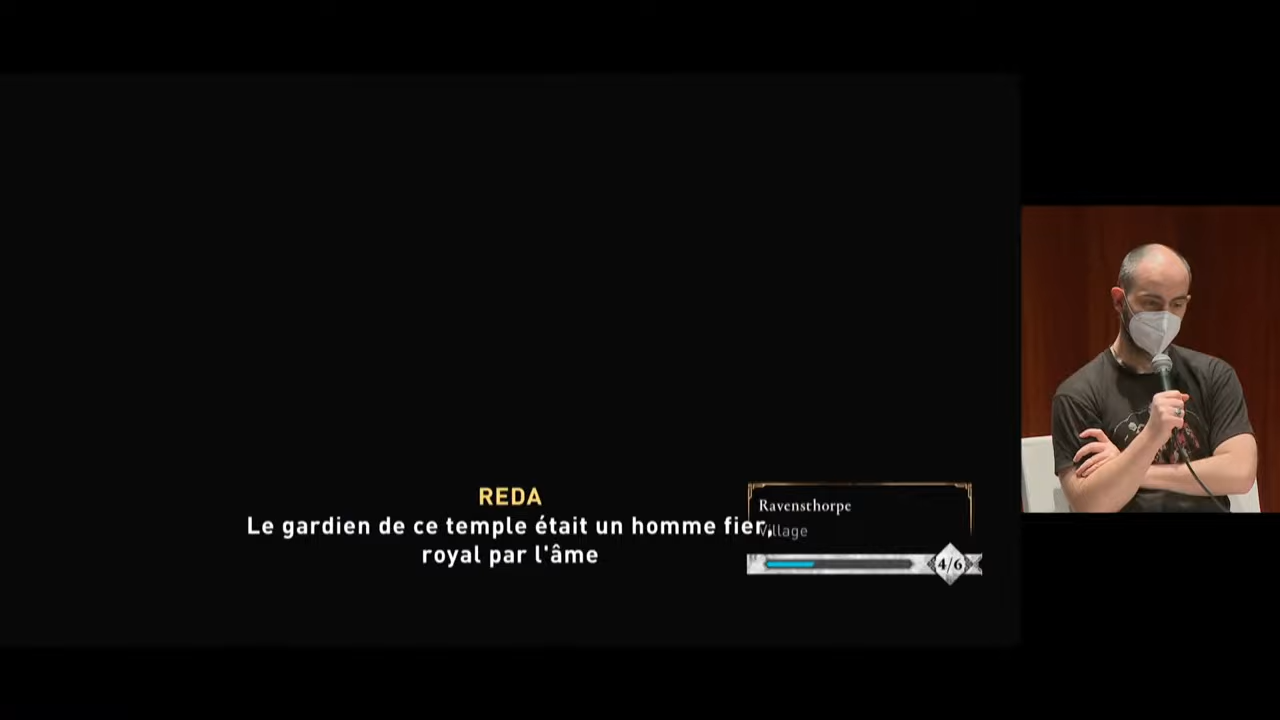 REDA
Le gardien de ce temple était un homme fier,
royal par l'âme
Ravensthorpe
Village
4/6